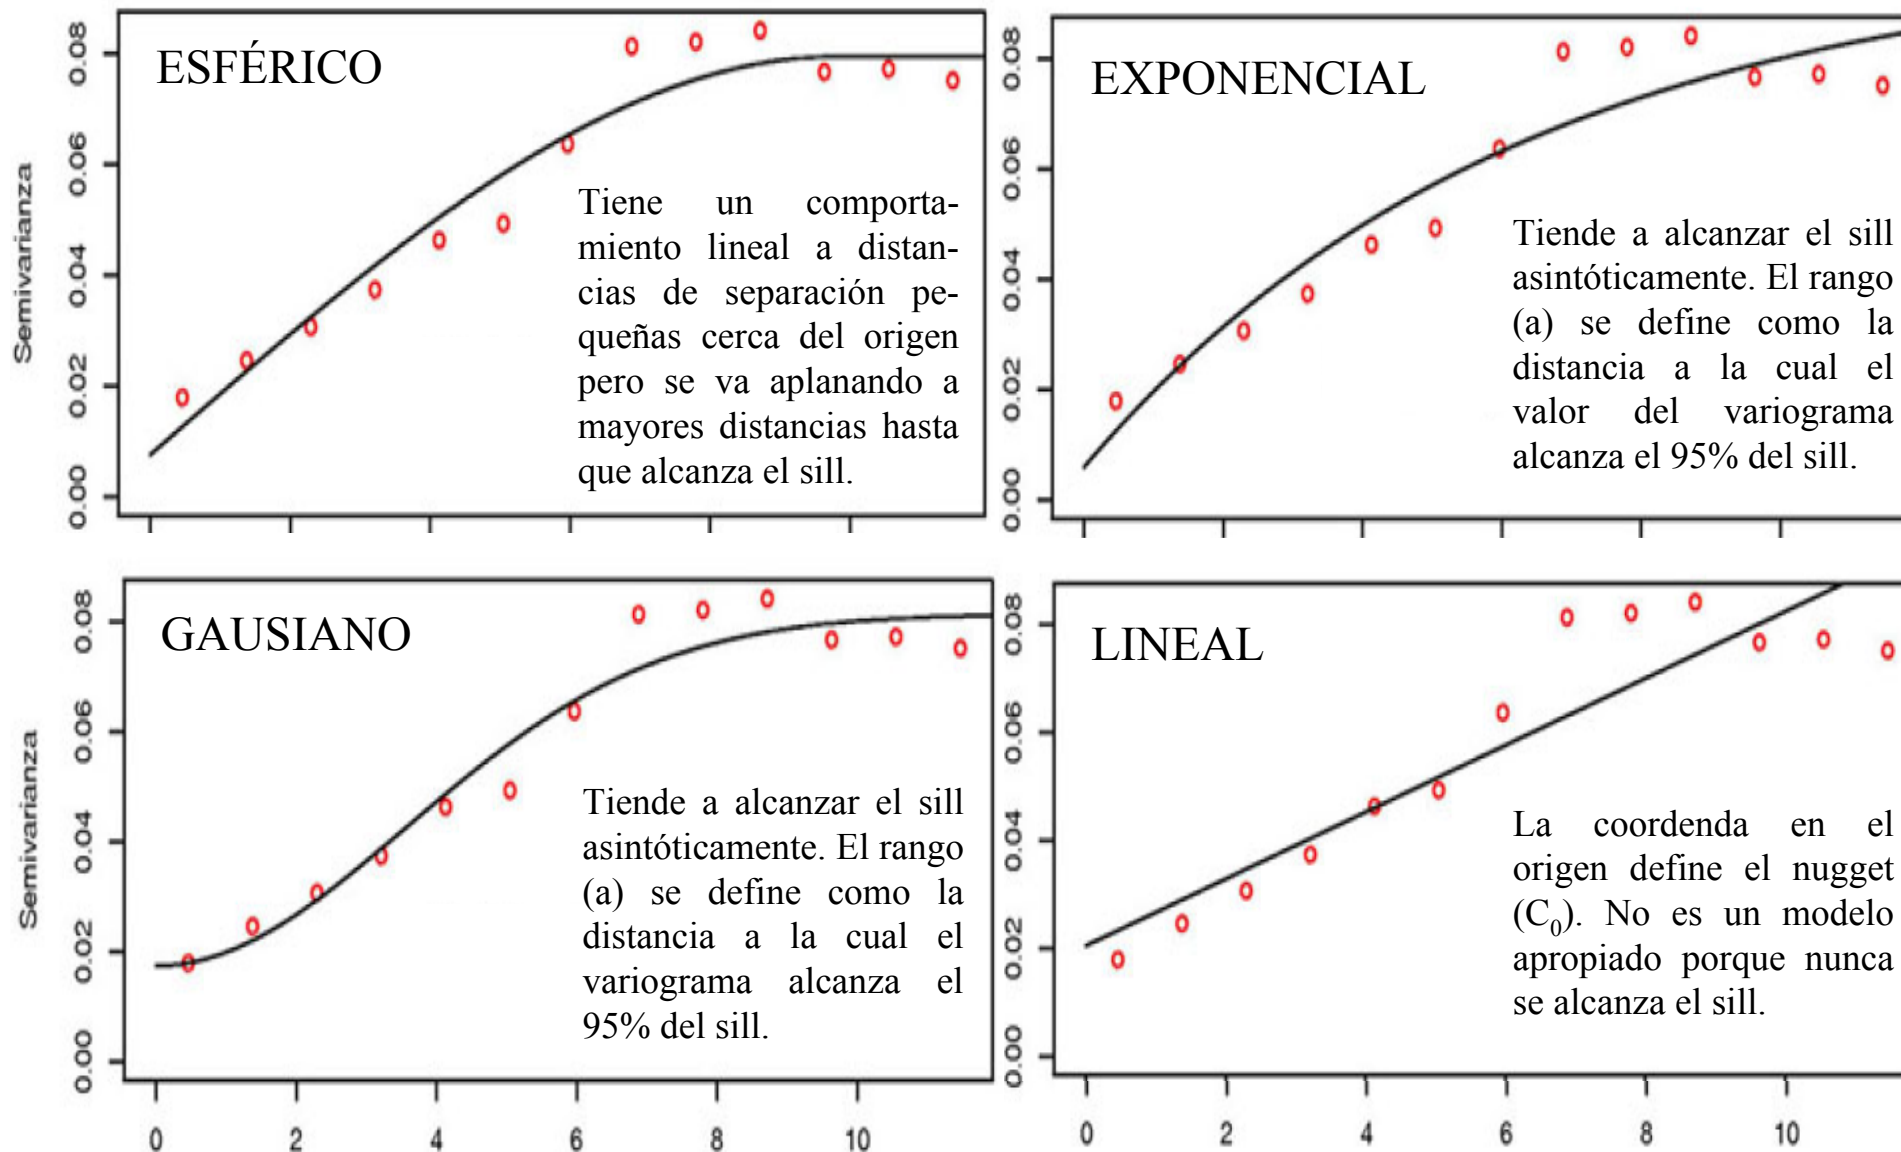 ESFÉRICO
Semivarianza
0.00 0.02 0.04 0.06 0.08
Tiene un comporta-
miento lineal a distan-
cias de separación pe-
queñas cerca del origen
pero se va aplanando a
mayores distancias hasta
que alcanza el sill.
EXPONENCIAL
0.00 0.02 0.04 0.06 0.08
Tiende a alcanzar el sill
asintóticamente. El rango
(a) se define como la
distancia a la cual el
valor del variograma
alcanza el 95% del sill.
GAUSIANO
Semivarianza
0.00 0.02 0.04 0.06 0.08
Tiende a alcanzar el sill
asintóticamente. El rango
(a) se define como la
distancia a la cual el
variograma alcanza el
95% del sill.
0 2 4 6 8 10
LINEAL
0.00 0.02 0.04 0.06 0.08
La coordenda en el
origen define el nugget
(C₀). No es un modelo
apropiado porque nunca
se alcanza el sill.
0 2 4 6 8 10